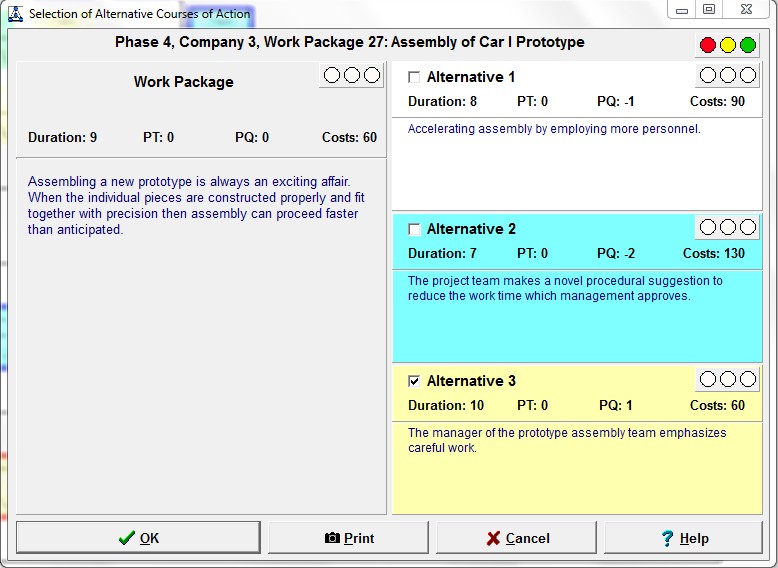 Selection of Alternative Courses of Action
Phase 4, Company 3, Work Package 27: Assembly of Car I Prototype
Work Package
Duration: 9 PT: 0 PQ: 0 Costs: 60
Assembling a new prototype is always an exciting affair.
When the individual pieces are constructed properly and fit
together with precision then assembly can proceed faster
than anticipated.
Alternative 1
Duration: 8 PT: 0 PQ: -1 Costs: 90
Accelerating assembly by employing more personnel.
Alternative 2
Duration: 7 PT: 0 PQ: -2 Costs: 130
The project team makes a novel procedural suggestion to
reduce the work time which management approves.
Alternative 3
Duration: 10 PT: 0 PQ: 1 Costs: 60
The manager of the prototype assembly team emphasizes
careful work.
OK Print Cancel Help